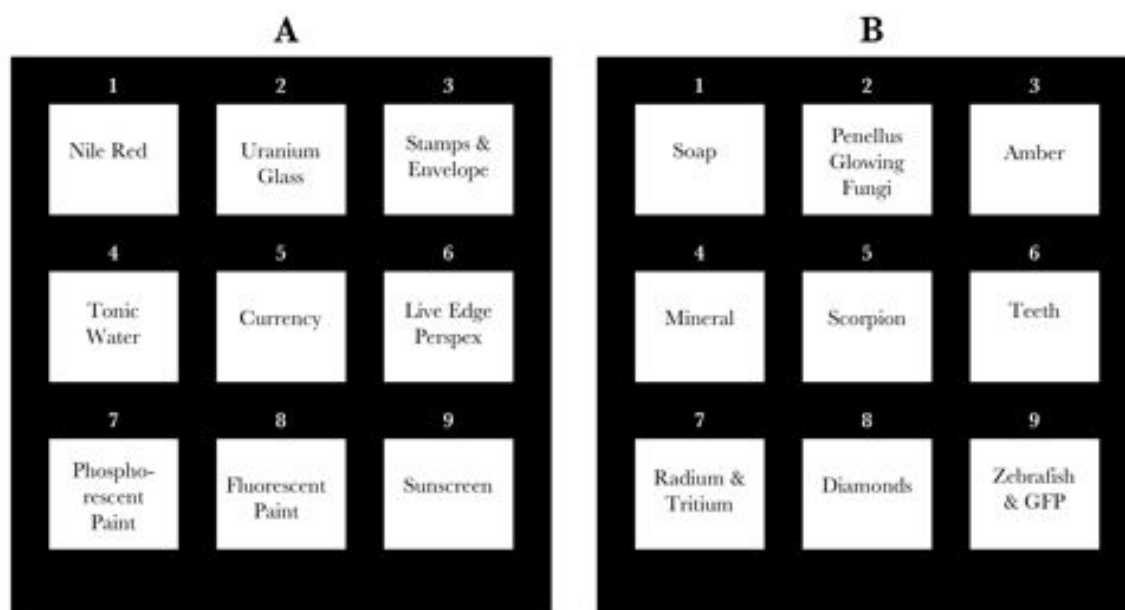 A
1
Nile Red
2
Uranium
Glass
3
Stamps &
Envelope
4
Tonic
Water
5
Currency
6
Live Edge
Perspex
7
Phospho-
rescent
Paint
8
Fluorescent
Paint
9
Sunscreen
B
1
Soap
2
Penellus
Glowing
Fungi
3
Amber
4
Mineral
5
Scorpion
6
Teeth
7
Radium &
Tritium
8
Diamonds
9
Zebrafish
& GFP